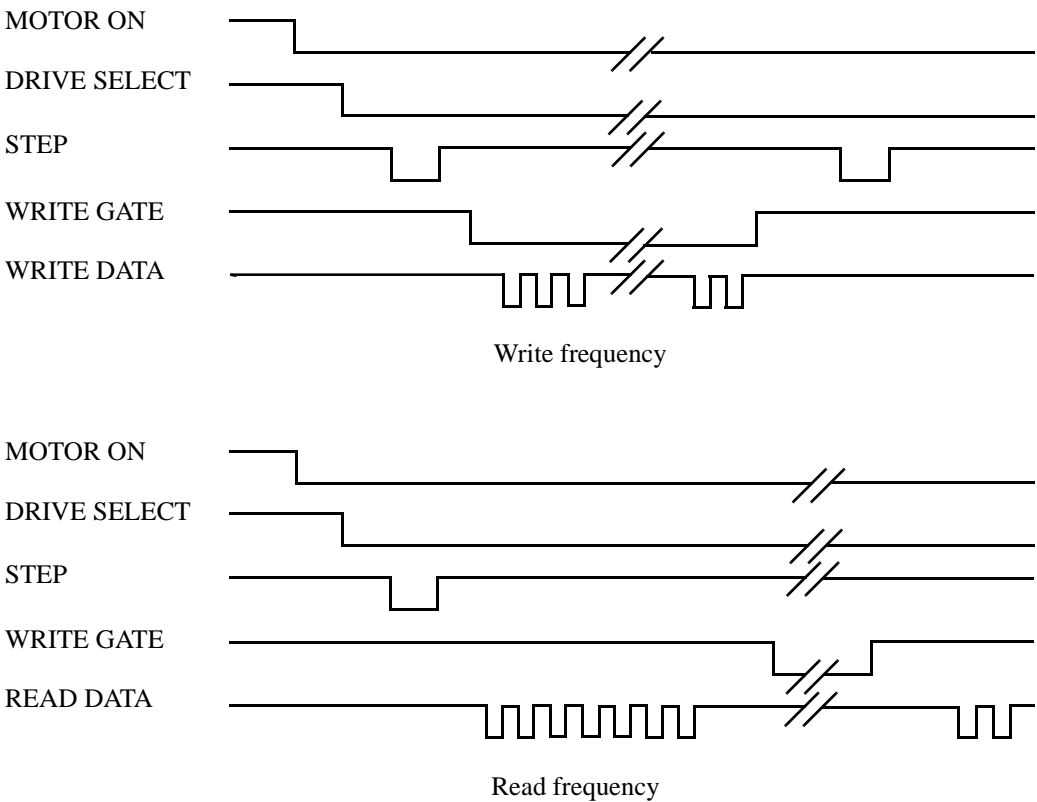 MOTOR ON
DRIVE SELECT
STEP
WRITE GATE
WRITE DATA
Write frequency
MOTOR ON
DRIVE SELECT
STEP
WRITE GATE
READ DATA
Read frequency